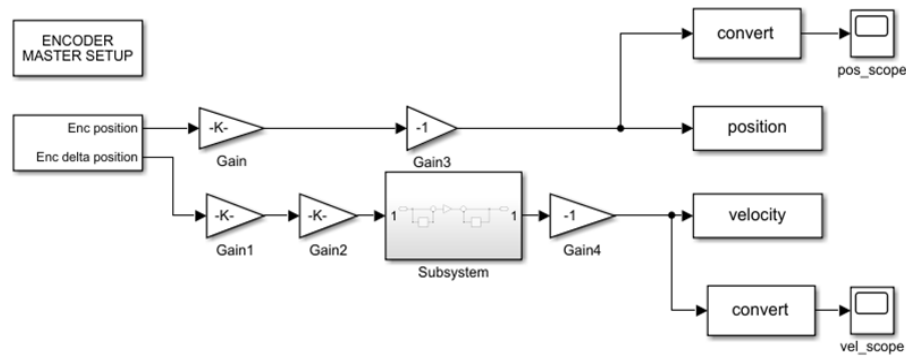 ENCODER
MASTER SETUP
convert
pos_scope
Enc position
-K-
Gain
-1
Gain3
position
Enc delta position
-K-
Gain1
-K-
Gain2
1
1
Subsystem
-1
Gain4
velocity
convert
vel_scope